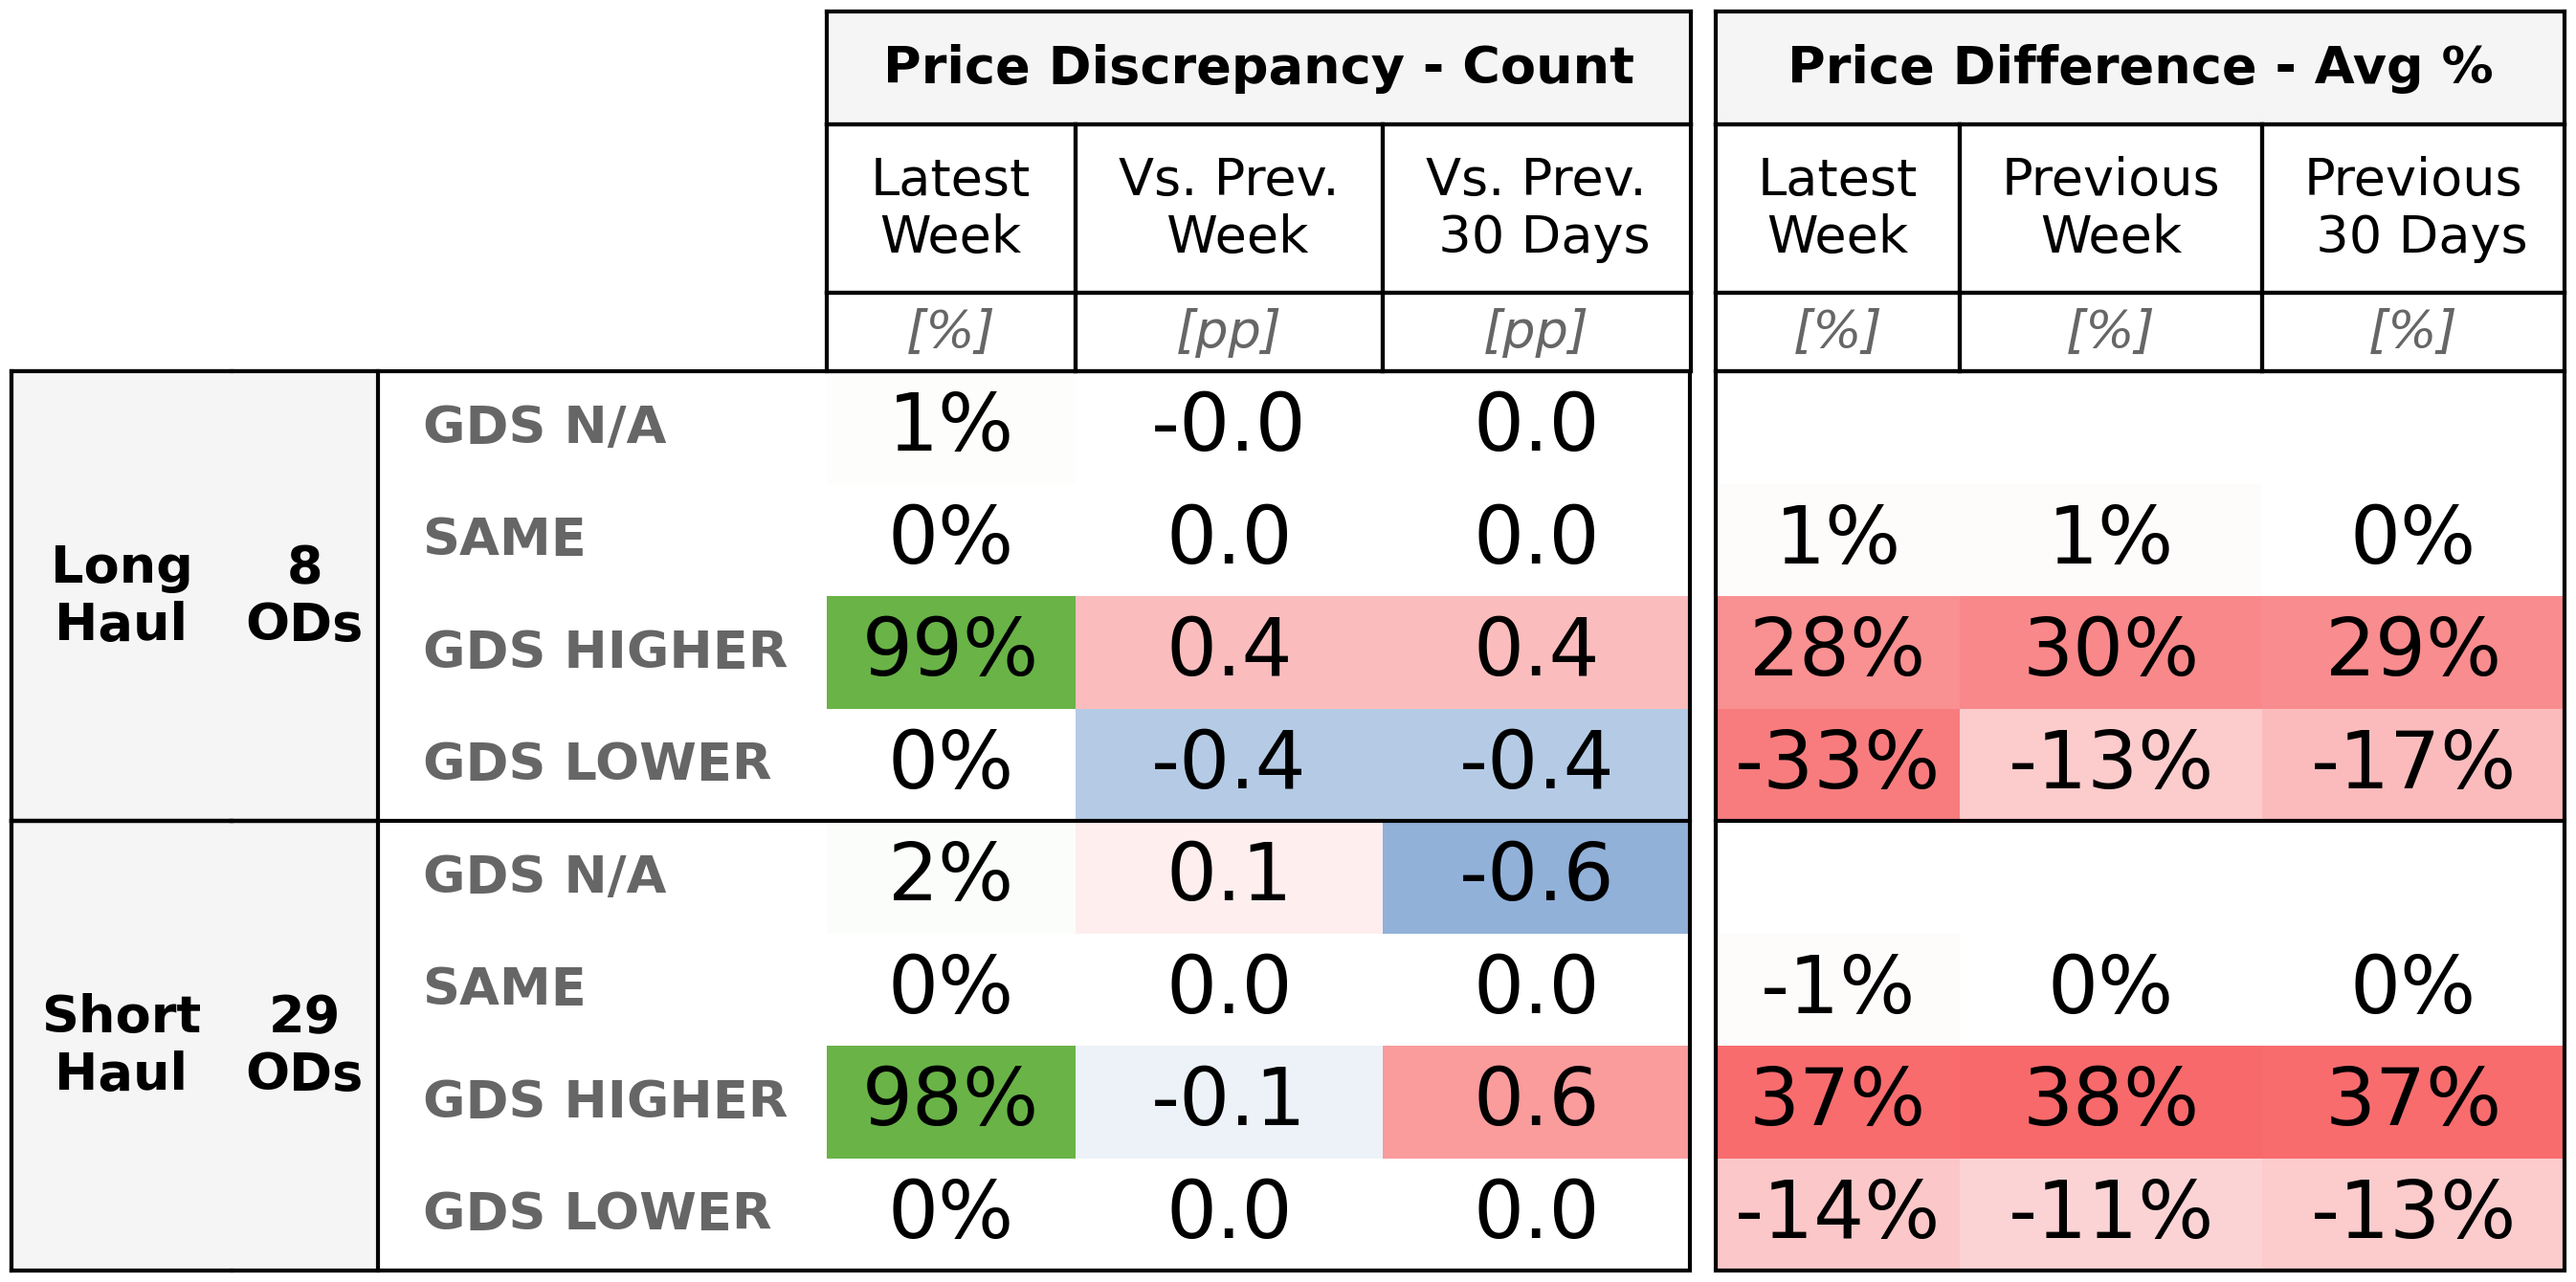 Price Discrepancy - Count Price Difference - Avg %
Latest Week Vs. Prev. Week Vs. Prev. 30 Days Latest Week Previous Week Previous 30 Days
[%] [pp] [pp] [%] [%] [%]
Long Haul 8 ODs
GDS N/A 1% -0.0 0.0
SAME 0% 0.0 0.0 1% 1% 0%
GDS HIGHER 99% 0.4 0.4 28% 30% 29%
GDS LOWER 0% -0.4 -0.4 -33% -13% -17%
Short Haul 29 ODs
GDS N/A 2% 0.1 -0.6
SAME 0% 0.0 0.0 -1% 0% 0%
GDS HIGHER 98% -0.1 0.6 37% 38% 37%
GDS LOWER 0% 0.0 0.0 -14% -11% -13%